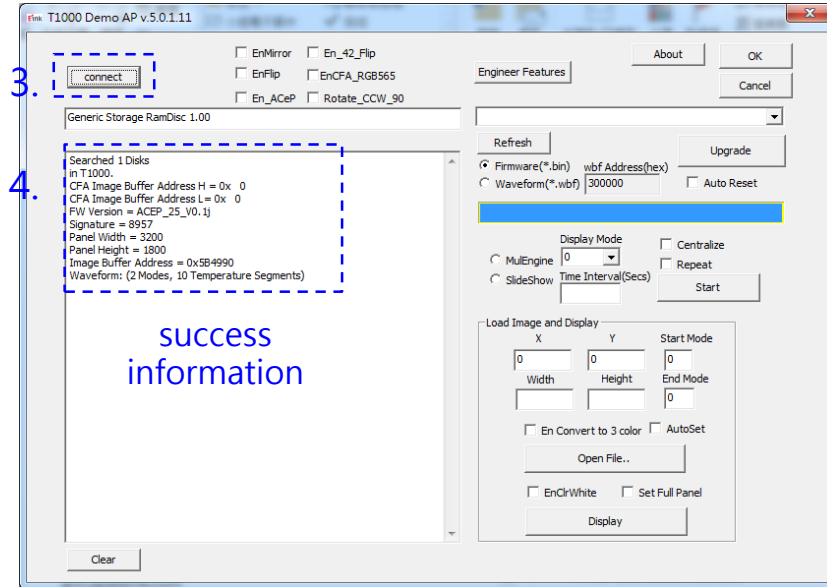 Eink T1000 Demo AP v.5.0.1.11
3.
connect
EnMirror
En_42_Flip
EnFlip
EnCFA_RGB565
En_ACeP
Rotate_CCW_90
Generic Storage RamDisc 1.00
4.
Searched 1 Disks
in T1000.
CFA Image Buffer Address H = 0x 0
CFA Image Buffer Address L= 0x 0
FW Version = ACEP_25_V0.1j
Signature = 8957
Panel Width = 3200
Panel Height = 1800
Image Buffer Address = 0x5B4990
Waveform: (2 Modes, 10 Temperature Segments)
success
information
Clear
Engineer Features
About
OK
Cancel
Refresh
Upgrade
Firmware(*.bin) wbf Address(hex)
Waveform(*.wbf) 300000
Auto Reset
Display Mode
MulEngine 0
Centralize
Repeat
SlideShow Time Interval(Secs)
Start
Load Image and Display
X Y Start Mode
0 0 0
Width Height End Mode
0
En Convert to 3 color AutoSet
Open File..
EnClrWhite Set Full Panel
Display